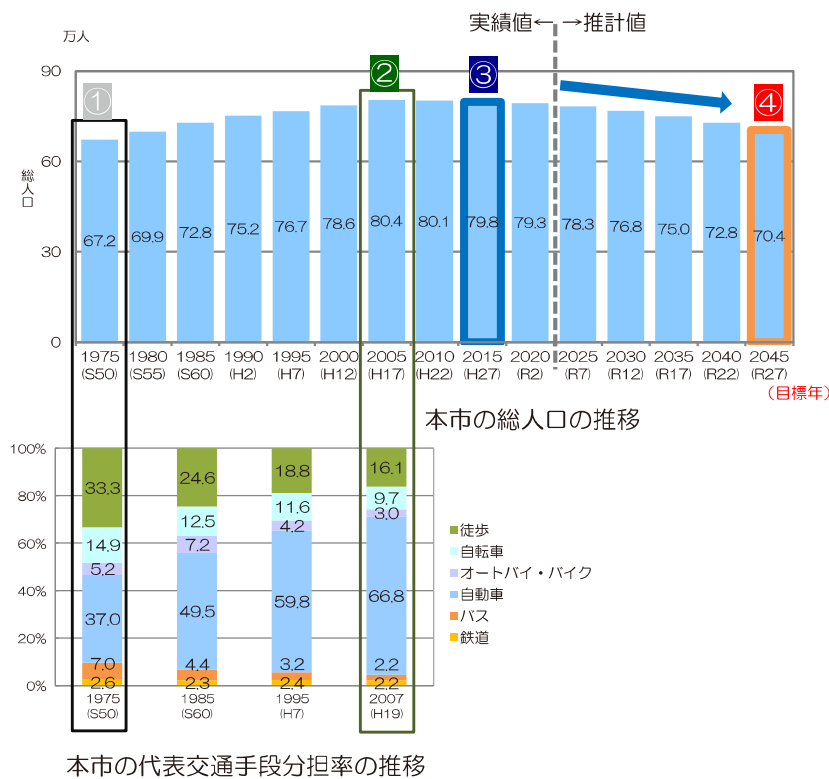 実績値← →推計値
万人
① ② ③ ④
90
60
30
0
総人口
67.2 69.9 72.8 75.2 76.7 78.6 80.4 80.1 79.8 79.3 78.3 76.8 75.0 72.8 70.4
1975 1980 1985 1990 1995 2000 2005 2010 2015 2020 2025 2030 2035 2040 2045
(S50) (S55) (S60) (H2) (H7) (H12) (H17) (H22) (H27) (R2) (R7) (R12) (R17) (R22) (R27)
(目標年)
本市の総人口の推移
100%
80%
60%
40%
20%
0%
33.3 24.6 18.8 16.1
14.9 12.5 11.6 9.7
5.2 7.2 4.2 3.0
37.0 49.5 59.8 66.8
7.0 4.4 3.2 2.2
2.6 2.3 2.4 2.2
1975 1985 1995 2007
(S50) (S60) (H7) (H19)
徒歩
自転車
オートバイ・バイク
自動車
バス
鉄道
本市の代表交通手段分担率の推移